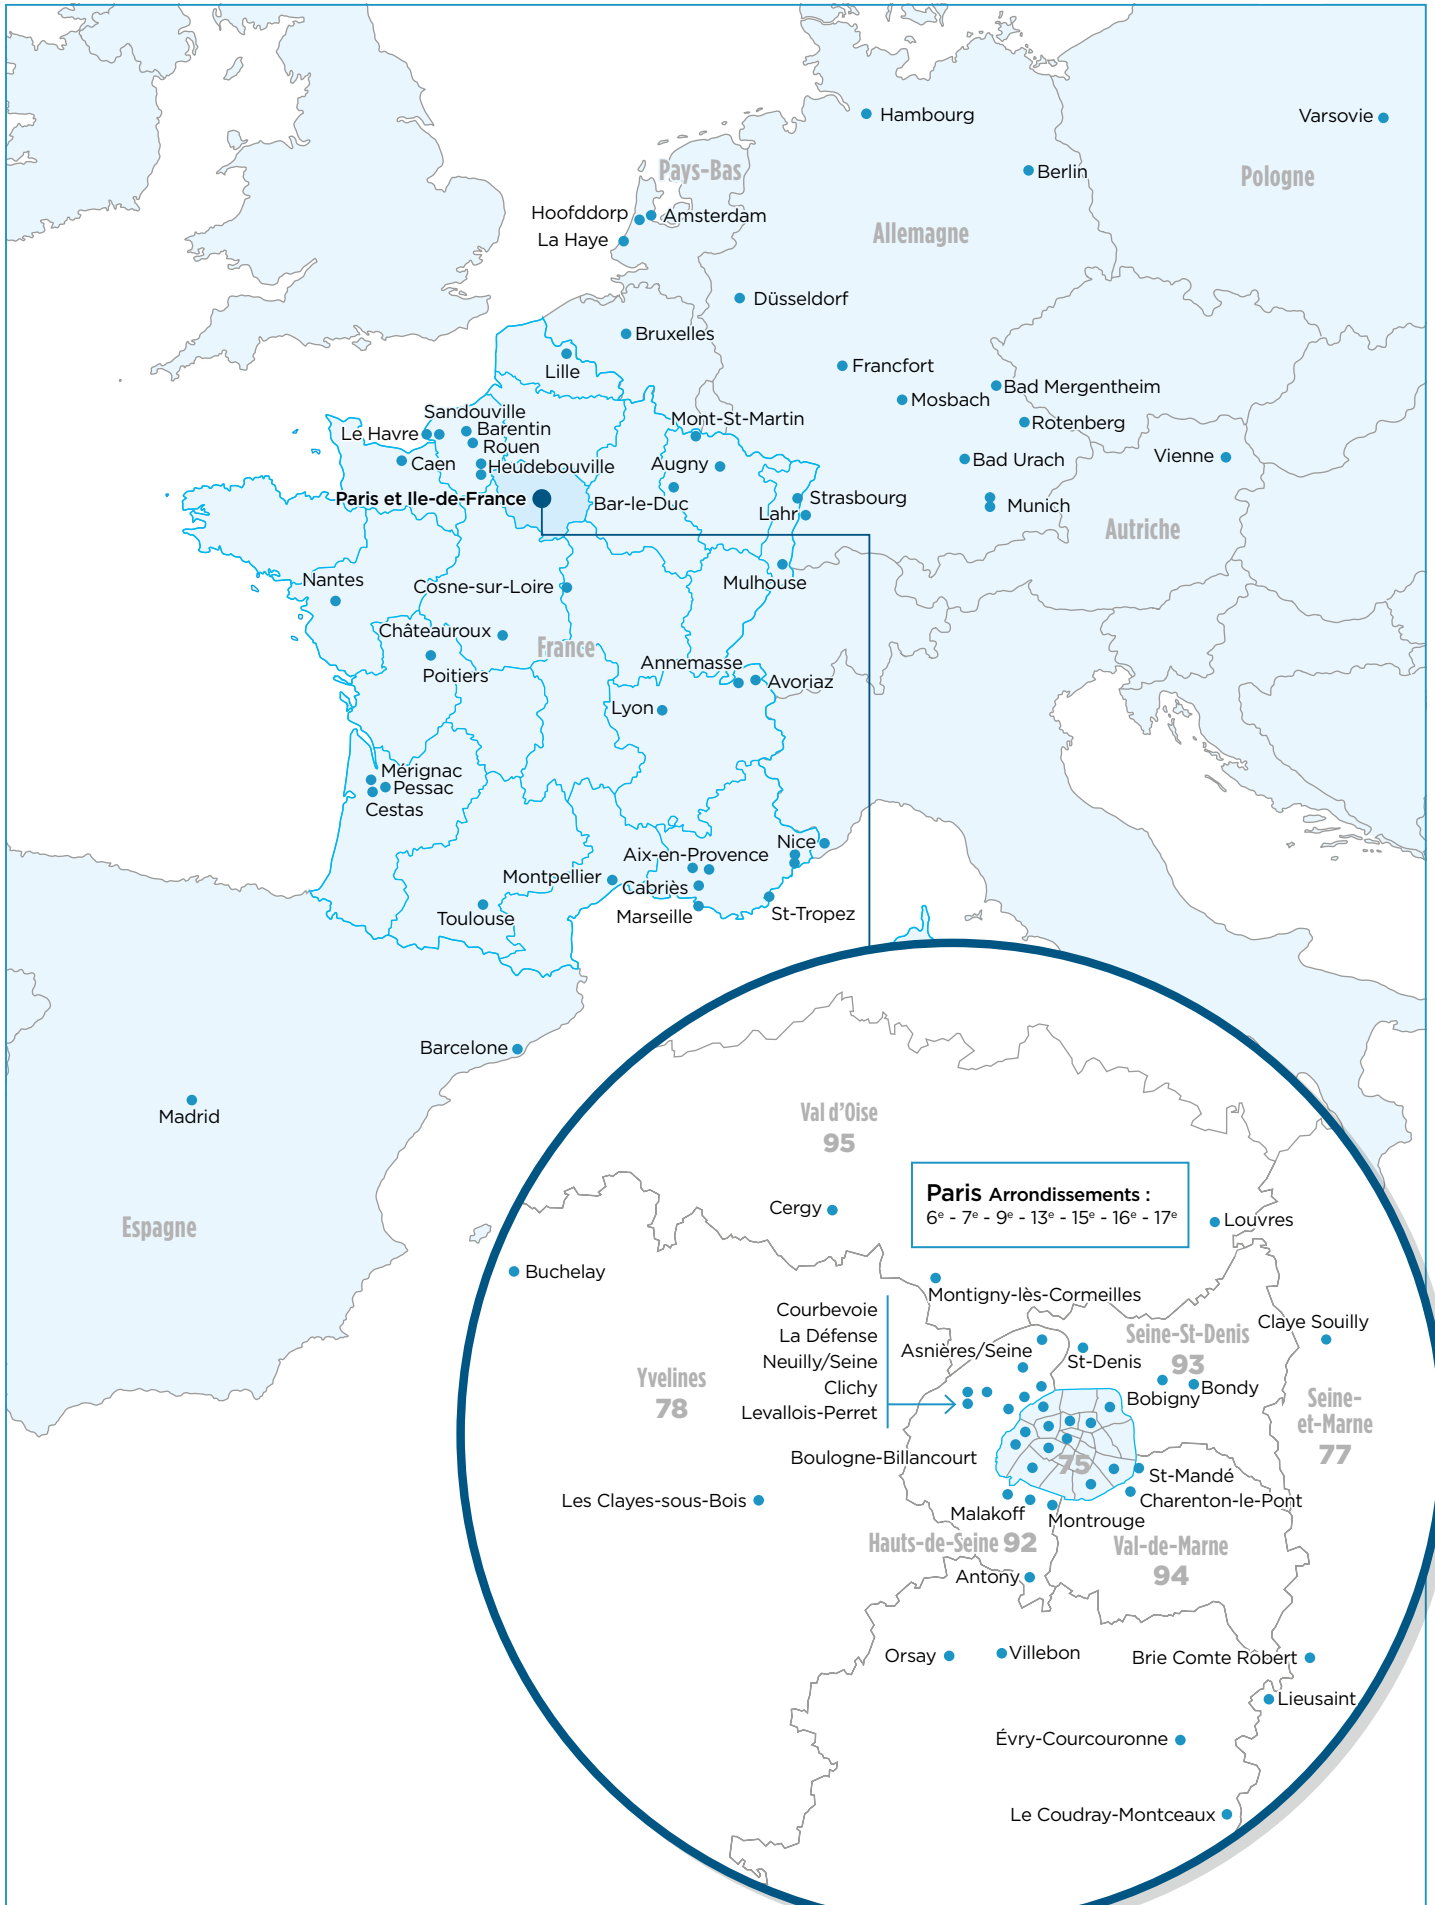 Hambourg
Varsovie
Pays-Bas
Berlin
Pologne
Hoofddorp
Amsterdam
La Haye
Allemagne
Düsseldorf
Bruxelles
Lille
Francfort
Bad Mergentheim
Mosbach
Sandouville
Mont-St-Martin
Le Havre
Barentin
Rotenberg
Rouen
Caen
Heudebouville
Augny
Bad Urach
Vienne
Paris et Ile-de-France
Bar-le-Duc
Strasbourg
Lahr
Munich
Autriche
Nantes
Cosne-sur-Loire
Mulhouse
Châteauroux
France
Annemasse
Poitiers
Avoriaz
Lyon
Mérignac
Pessac
Cestas
Nice
Aix-en-Provence
Montpellier
Cabriès
Toulouse
Marseille
St-Tropez
Barcelone
Madrid
Espagne
Val d'Oise
95
Paris Arrondissements :
6e - 7e - 9e - 13e - 15e - 16e - 17e
Cergy
Louvres
Buchelay
Montigny-lès-Cormeilles
Courbevoie
La Défense
Neuilly/Seine
Clichy
Levallois-Perret
Claye Souilly
Seine-St-Denis
93
Asnières/Seine
St-Denis
Yvelines
78
Bobigny
Bondy
Seine-
et-Marne
77
Boulogne-Billancourt
75
St-Mandé
Les Clayes-sous-Bois
Charenton-le-Pont
Malakoff
Montrouge
Hauts-de-Seine 92
Val-de-Marne
94
Antony
Orsay
Villebon
Brie Comte Robert
Lieusaint
Évry-Courcouronne
Le Coudray-Montceaux